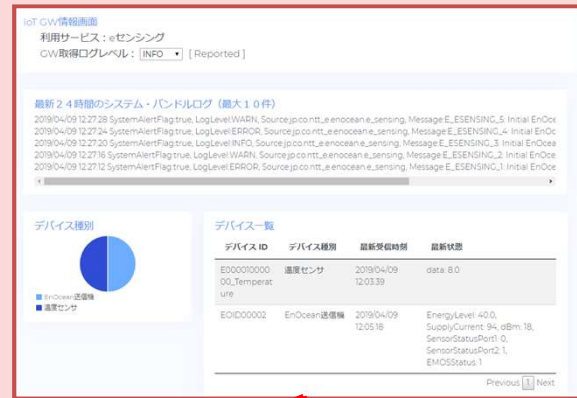 IoT GW情報画面
利用サービス：eセンシング
GW取得ログレベル： INFO [Reported]
最新２４時間のシステム・バンドルログ（最大１０件）
2019/04/09 12:27:28 SystemAlertFlag:true, LogLevel:WARN, Source:jp.co.ntt_e.enocean.e_sensing, Message:E_ESENSING_5: Initial EnOce
2019/04/09 12:27:24 SystemAlertFlag:true, LogLevel:ERROR, Source:jp.co.ntt_e.enocean.e_sensing, Message:E_ESENSING_4: Initial EnOc
2019/04/09 12:27:20 SystemAlertFlag:true, LogLevel:INFO, Source:jp.co.ntt_e.enocean.e_sensing, Message:E_ESENSING_3: Initial EnOcea
2019/04/09 12:27:16 SystemAlertFlag:true, LogLevel:WARN, Source:jp.co.ntt_e.enocean.e_sensing, Message:E_ESENSING_2: Initial EnOce
2019/04/09 12:27:12 SystemAlertFlag:true, LogLevel:ERROR, Source:jp.co.ntt_e.enocean.e_sensing, Message:E_ESENSING_1: Initial EnOce
デバイス種別
EnOcean送信機
温度センサ
デバイス一覧
デバイス ID デバイス種別 最新受信時刻 最新状態
E000010000 温度センサ 2019/04/09 data: 8.0
00_Temperat 12:03:39
ure
EOID00002 EnOcean送信機 2019/04/09 EnergyLevel: 40.0,
12:05:18 SupplyCurrent: 94, dBm: 18,
SensorStatusPort1: 0,
SensorStatusPort2: 1,
EMOSStatus: 1
Previous 1 Next